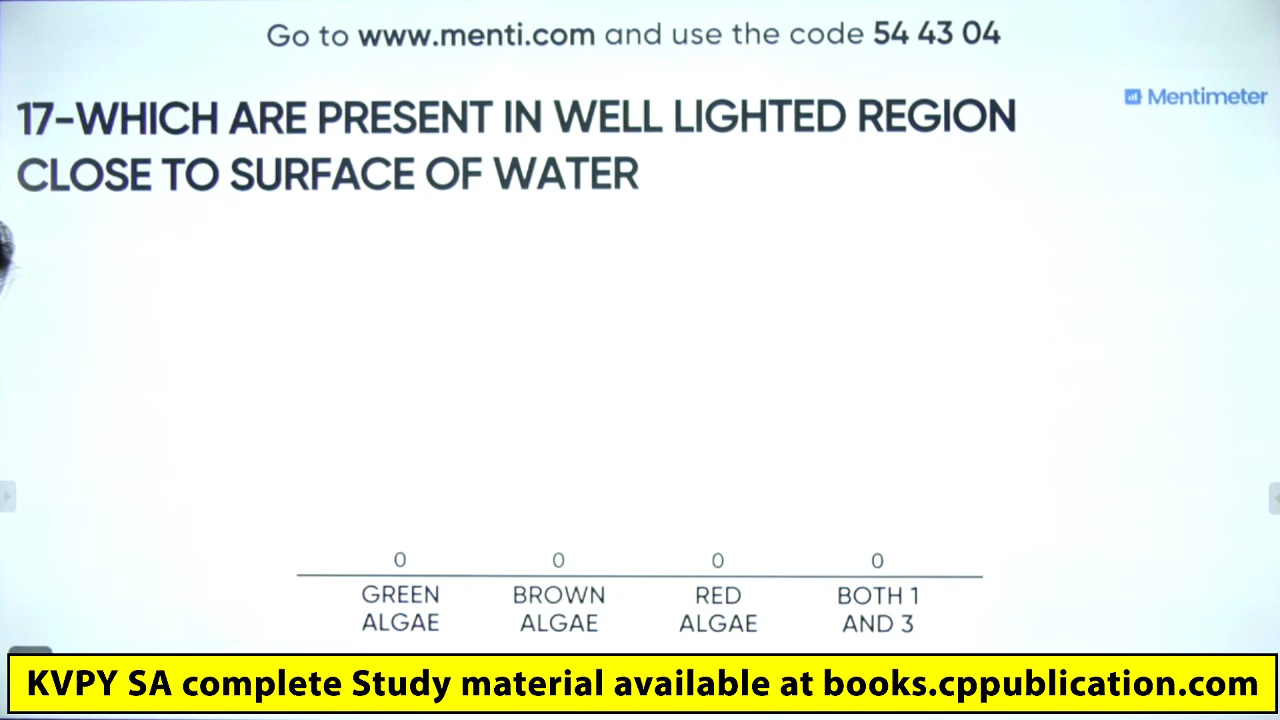 Go to www.menti.com and use the code 54 43 04
Mentimeter
17-WHICH ARE PRESENT IN WELL LIGHTED REGION
CLOSE TO SURFACE OF WATER
0 0 0 0
GREEN BROWN RED BOTH 1
ALGAE ALGAE ALGAE AND 3
KVPY SA complete Study material available at books.cppublication.com